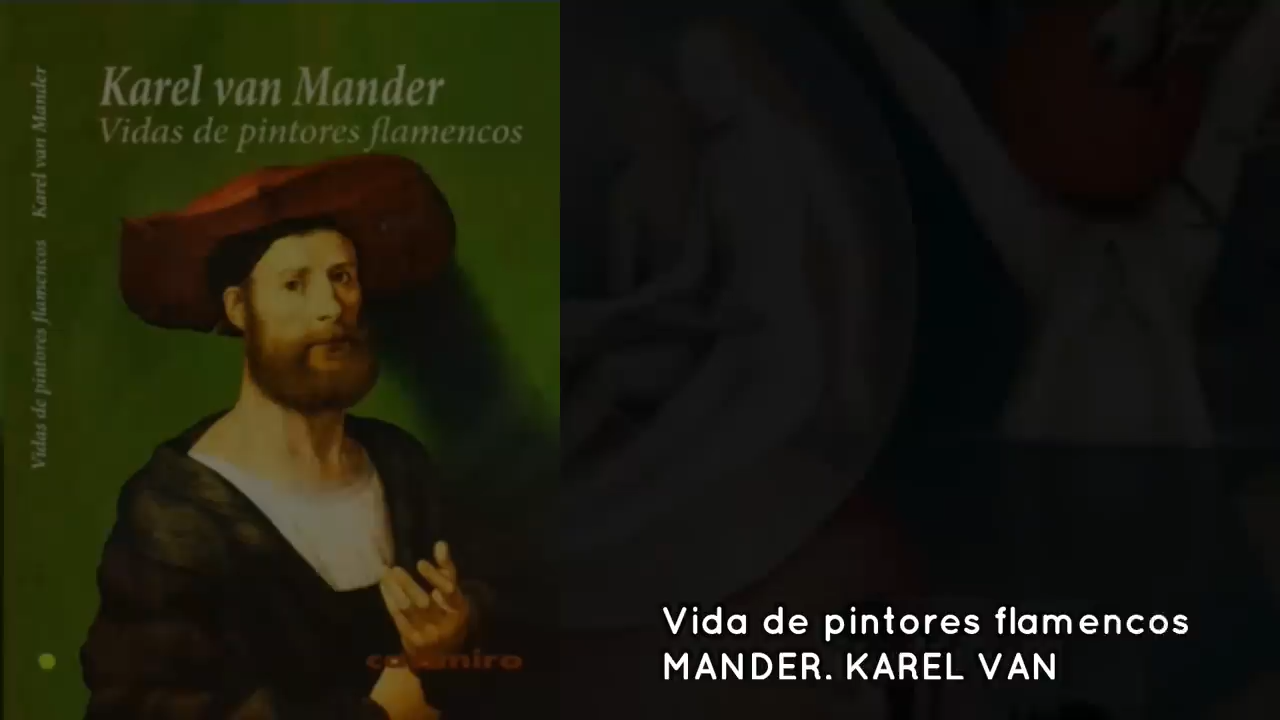 Karel van Mander
Vidas de pintores flamencos
Vidas de pintores flamencos Karel van Mander
casimiro
Vida de pintores flamencos
MANDER. KAREL VAN